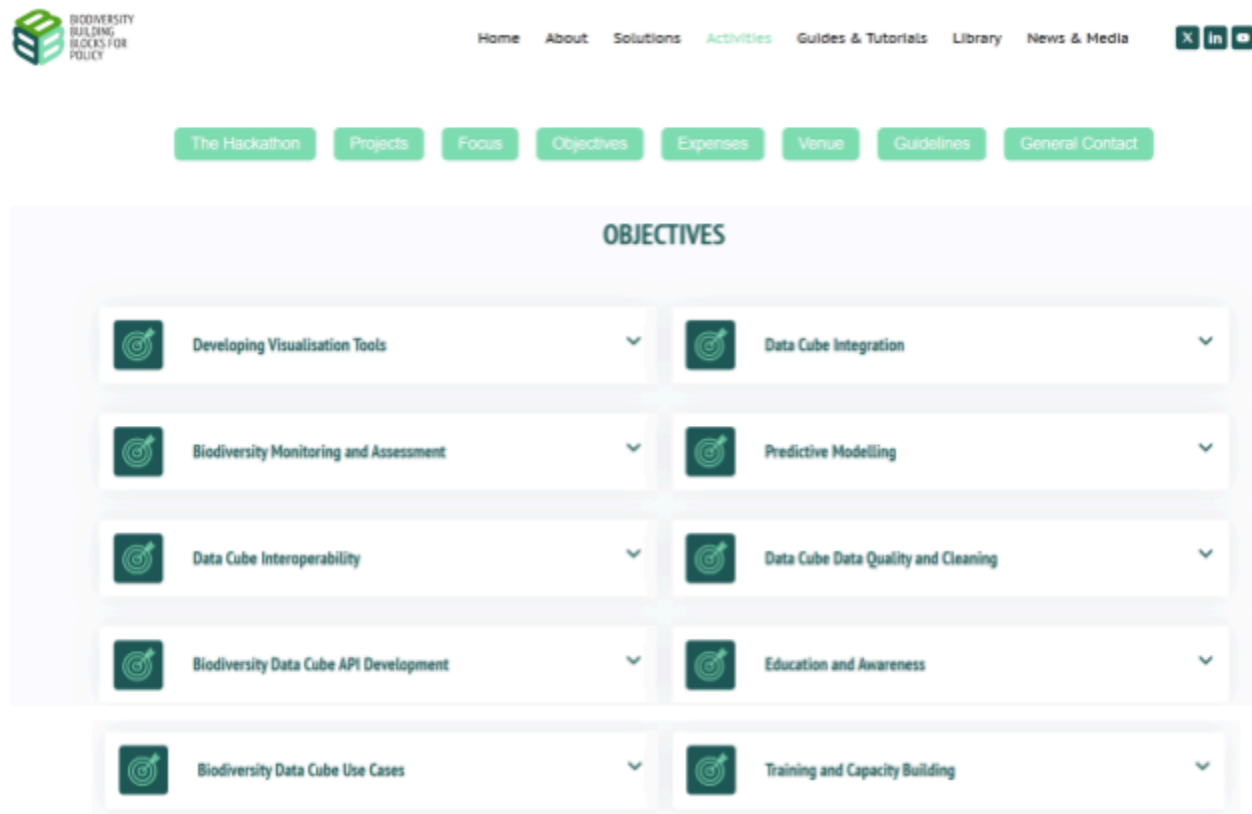 BIODIVERSITY
BUILDING
BLOCKS FOR
POLICY
Home About Solutions Activities Guides & Tutorials Library News & Media
X in
The Hackathon Projects Focus Objectives Expenses Venue Guidelines General Contact
OBJECTIVES
Developing Visualisation Tools Data Cube Integration
Biodiversity Monitoring and Assessment Predictive Modelling
Data Cube Interoperability Data Cube Data Quality and Cleaning
Biodiversity Data Cube API Development Education and Awareness
Biodiversity Data Cube Use Cases Training and Capacity Building